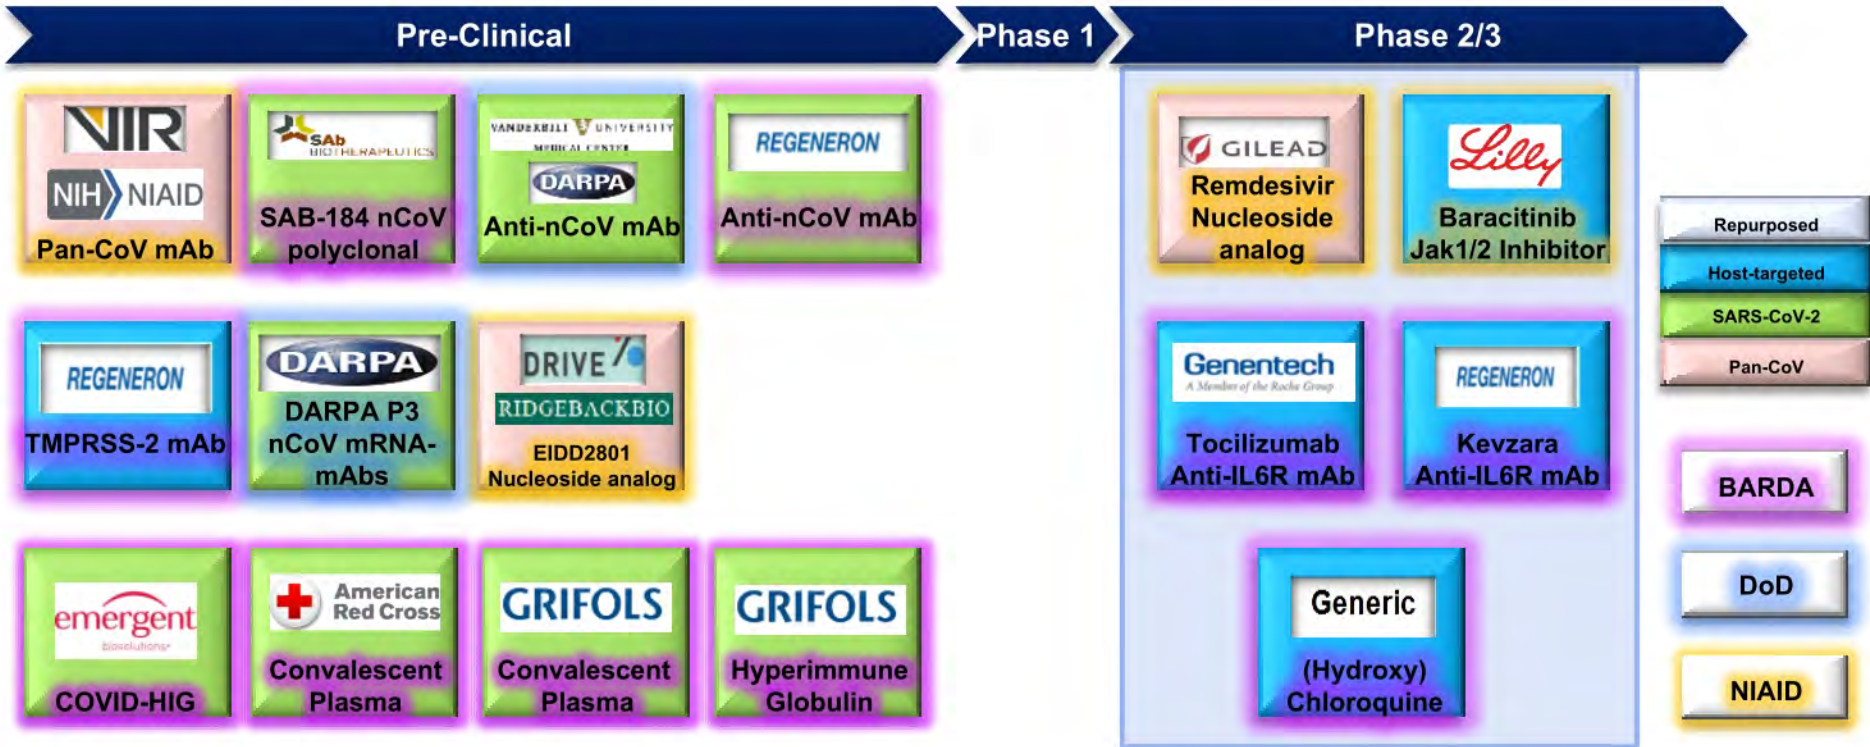 Pre-Clinical
Phase 1
Phase 2/3
VIR
NIH NIAID
Pan-CoV mAb
SAb
BIOTHERAPEUTICS
SAB-184 nCoV
polyclonal
VANDERBILT UNIVERSITY
MEDICAL CENTER
DARPA
Anti-nCoV mAb
REGENERON
Anti-nCoV mAb
GILEAD
Remdesivir
Nucleoside
analog
Lilly
Baracitinib
Jak1/2 Inhibitor
REGENERON
TMPRSS-2 mAb
DARPA
DARPA P3
nCoV mRNA-
mAbs
DRIVE
RIDGEBACKBIO
EIDD2801
Nucleoside analog
Genentech
A Member of the Roche Group
Tocilizumab
Anti-IL6R mAb
REGENERON
Kevzara
Anti-IL6R mAb
emergent
biosolutions
COVID-HIG
American
Red Cross
Convalescent
Plasma
GRIFOLS
Convalescent
Plasma
GRIFOLS
Hyperimmune
Globulin
Generic
(Hydroxy)
Chloroquine
Repurposed
Host-targeted
SARS-CoV-2
Pan-CoV
BARDA
DoD
NIAID